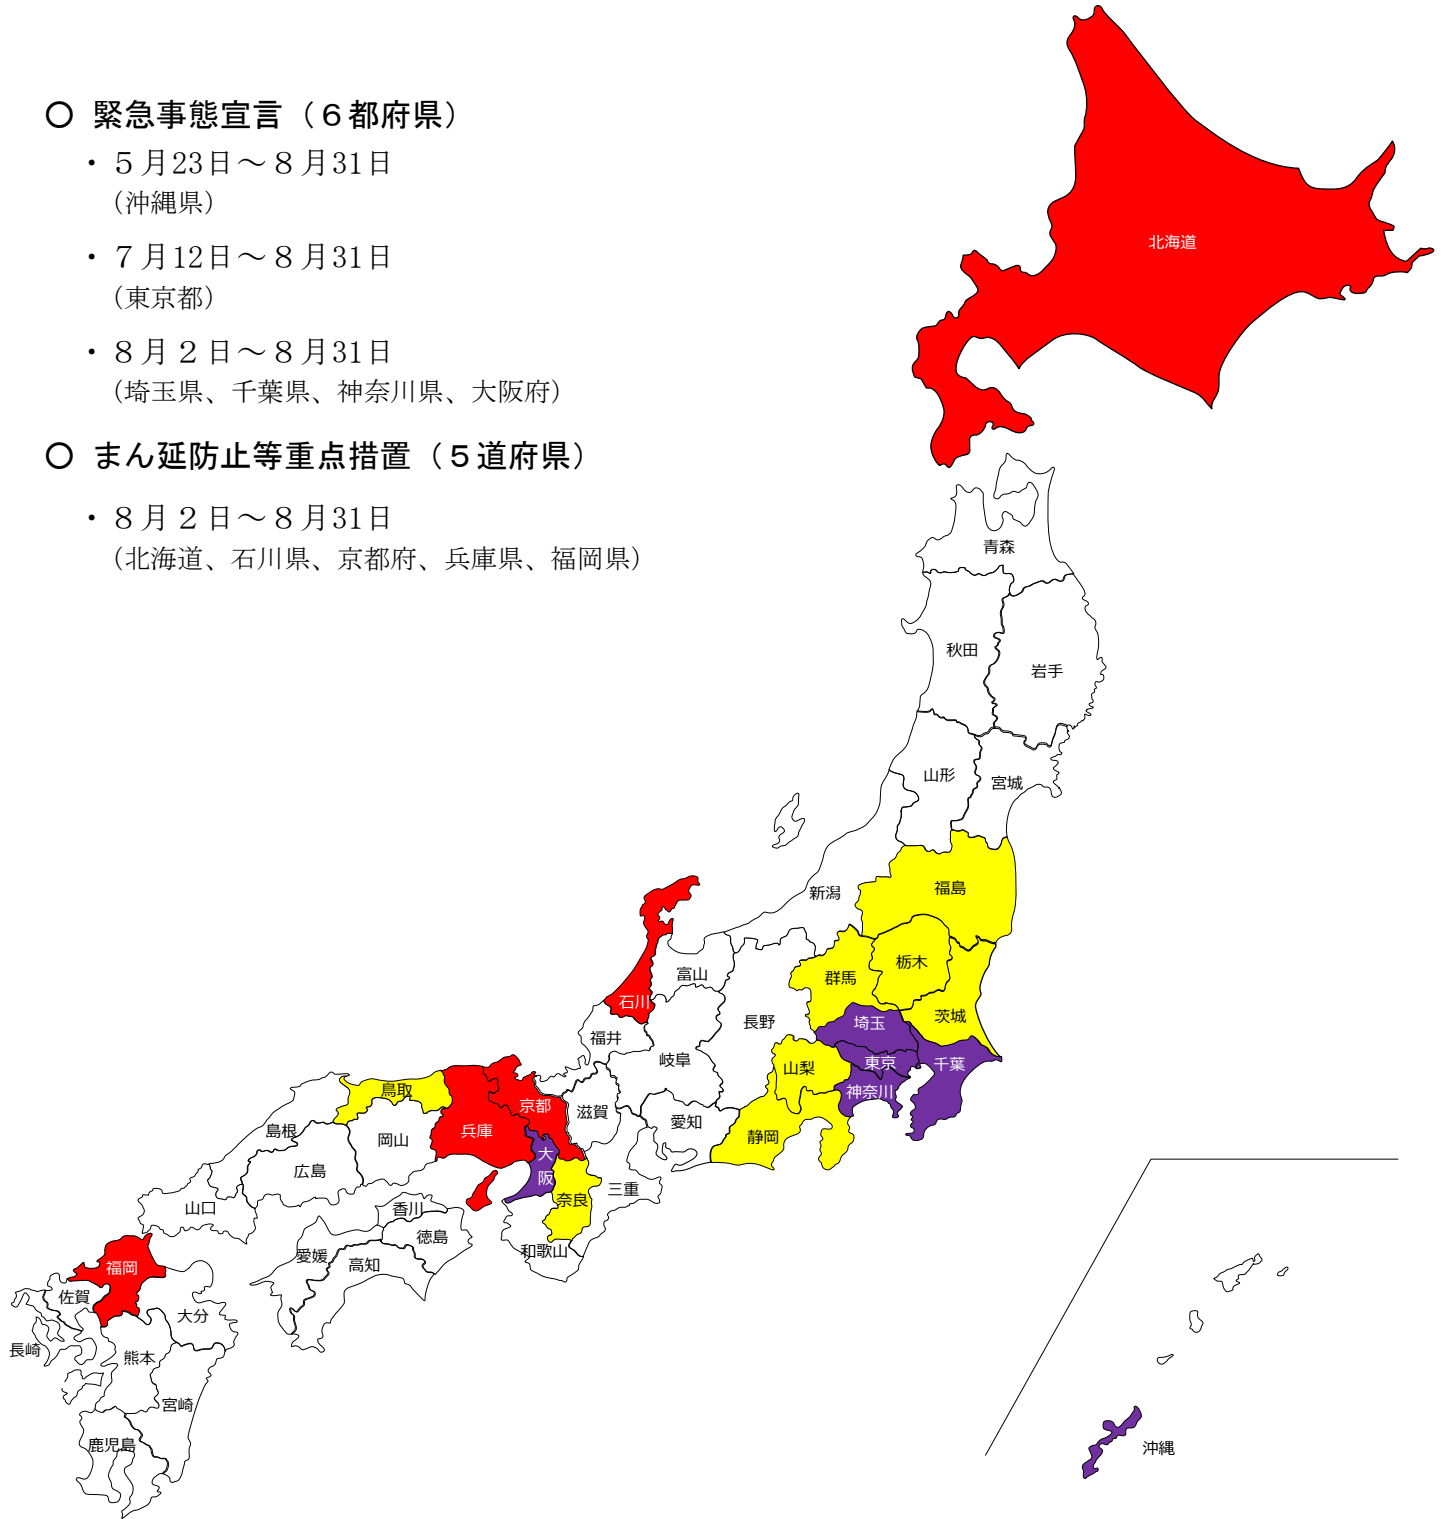 ○ 緊急事態宣言（６都府県）
・５月23日～８月31日
（沖縄県）
・７月12日～８月31日
（東京都）
・８月２日～８月31日
（埼玉県、千葉県、神奈川県、大阪府）
○ まん延防止等重点措置（５道府県）
・８月２日～８月31日
（北海道、石川県、京都府、兵庫県、福岡県）
北海道
青森
秋田
岩手
山形
宮城
福島
新潟
栃木
群馬
茨城
埼玉
東京
千葉
神奈川
山梨
長野
静岡
富山
石川
福井
岐阜
愛知
滋賀
三重
京都
兵庫
大
阪
奈良
和歌山
鳥取
島根
岡山
広島
山口
香川
徳島
愛媛
高知
福岡
佐賀
長崎
大分
熊本
宮崎
鹿児島
沖縄